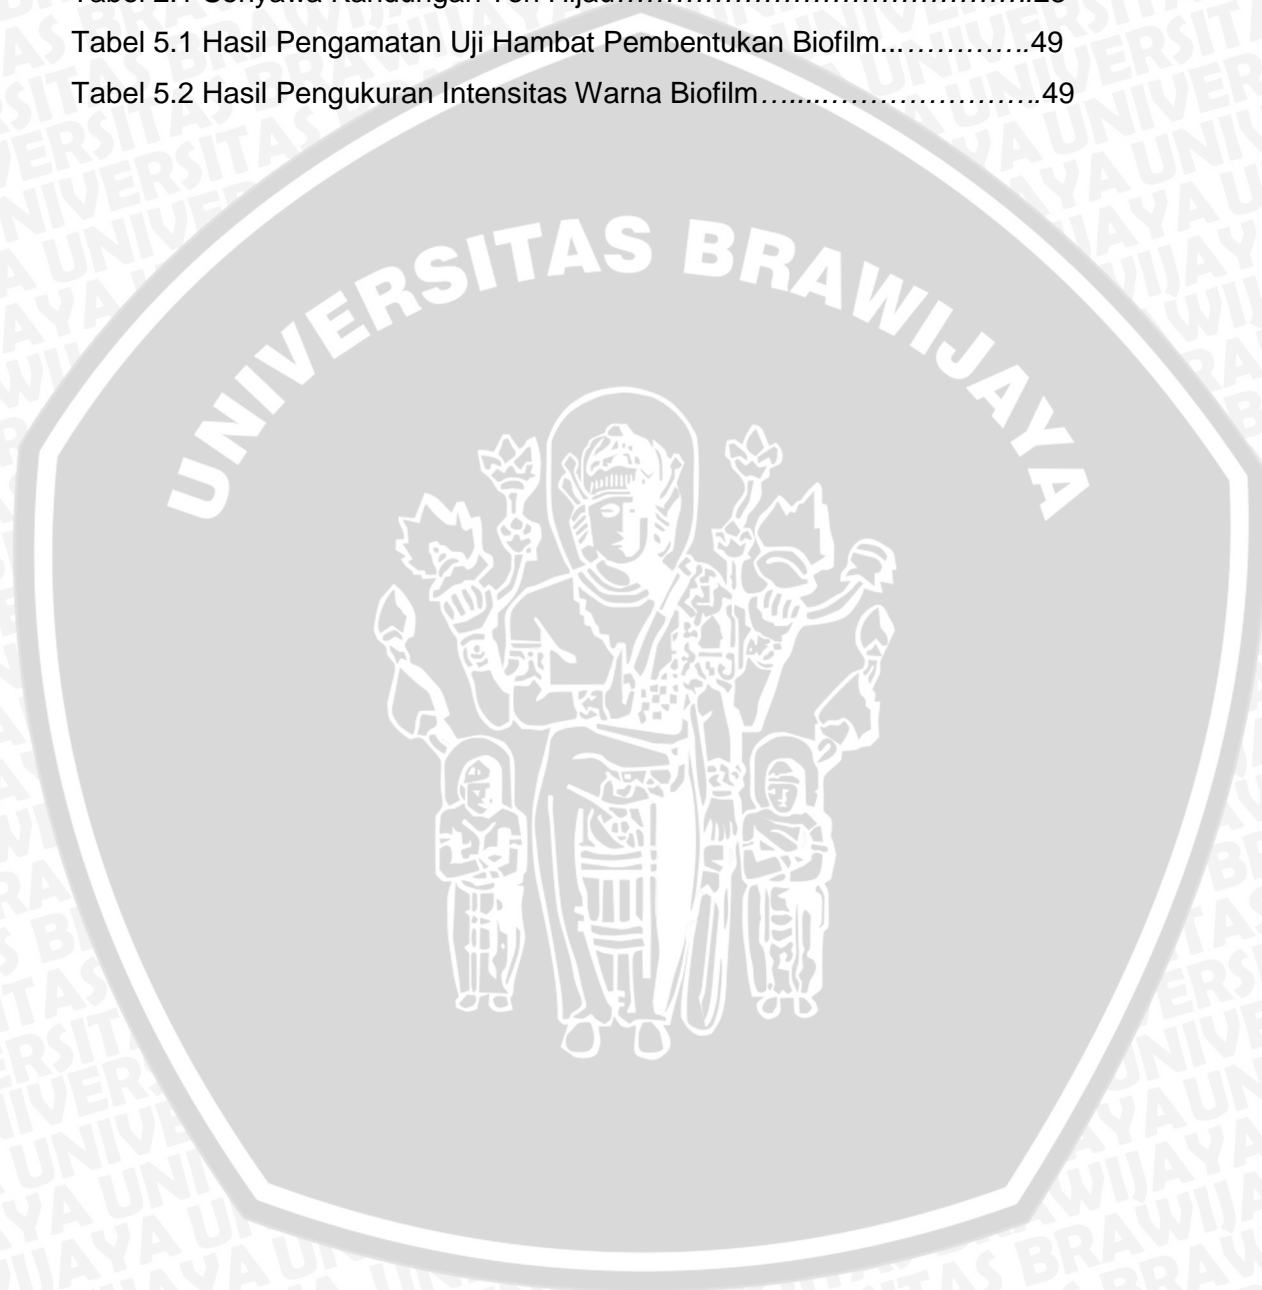 Tabel 5.1 Hasil Pengamatan Uji Hambat Pembentukan Biofilm...………….49
Tabel 5.2 Hasil Pengukuran Intensitas Warna Biofilm….....…………………….49
UNIVERSITAS BRAWIJAYA